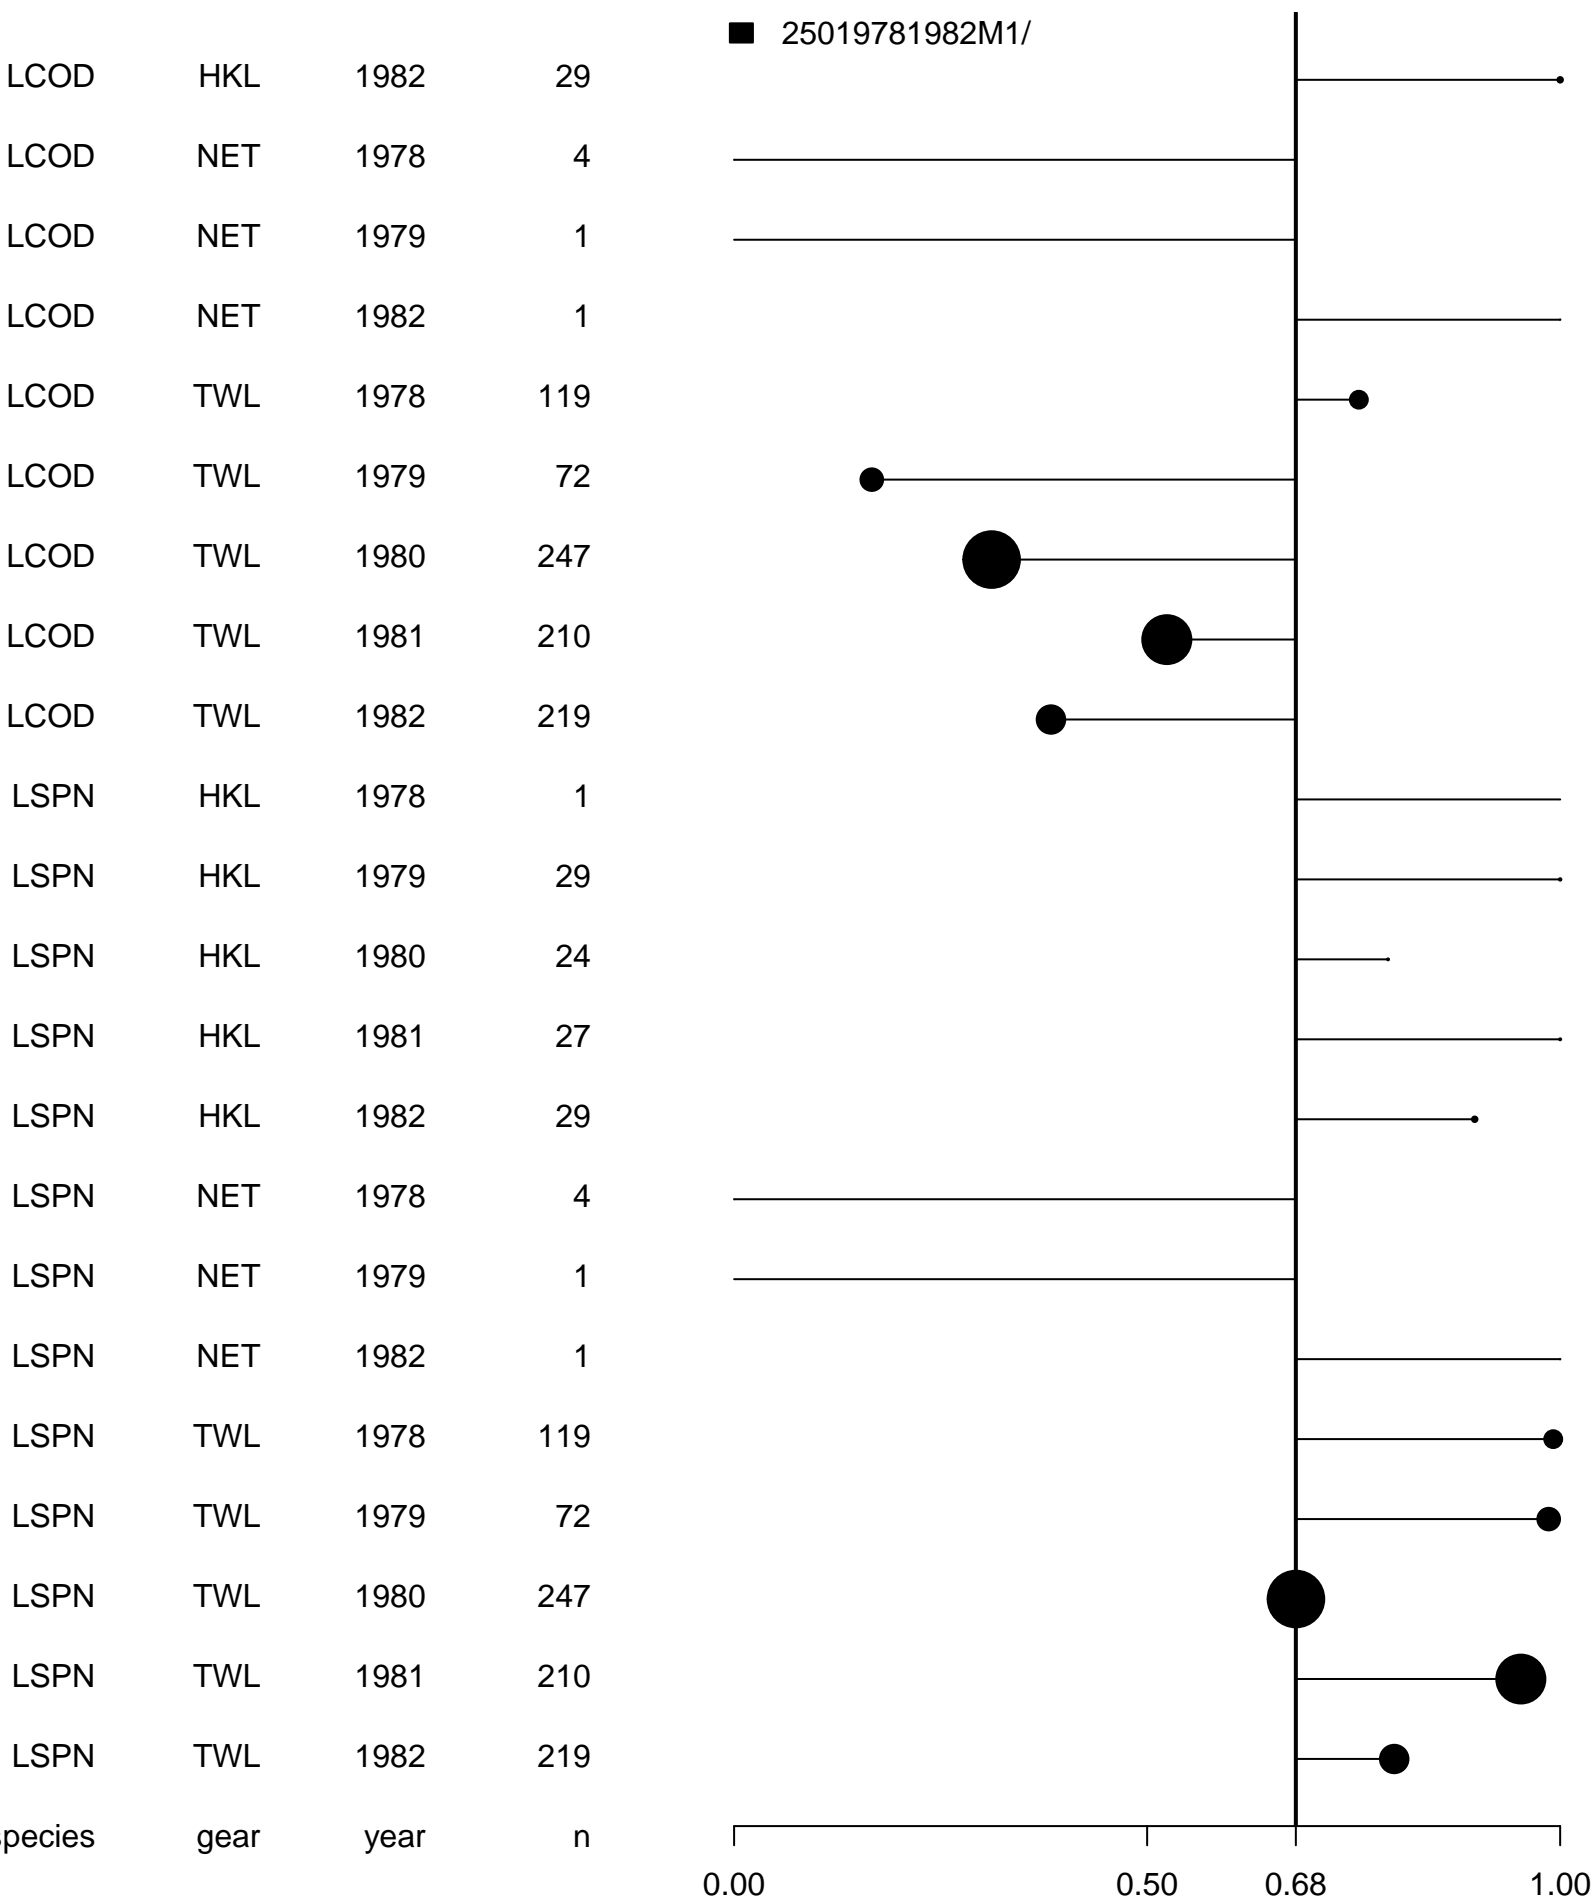 25019781982M1/
LCOD HKL 1982 29
LCOD NET 1978 4
LCOD NET 1979 1
LCOD NET 1982 1
LCOD TWL 1978 119
LCOD TWL 1979 72
LCOD TWL 1980 247
LCOD TWL 1981 210
LCOD TWL 1982 219
LSPN HKL 1978 1
LSPN HKL 1979 29
LSPN HKL 1980 24
LSPN HKL 1981 27
LSPN HKL 1982 29
LSPN NET 1978 4
LSPN NET 1979 1
LSPN NET 1982 1
LSPN TWL 1978 119
LSPN TWL 1979 72
LSPN TWL 1980 247
LSPN TWL 1981 210
LSPN TWL 1982 219
species gear year n
0.00 0.50 0.68 1.00